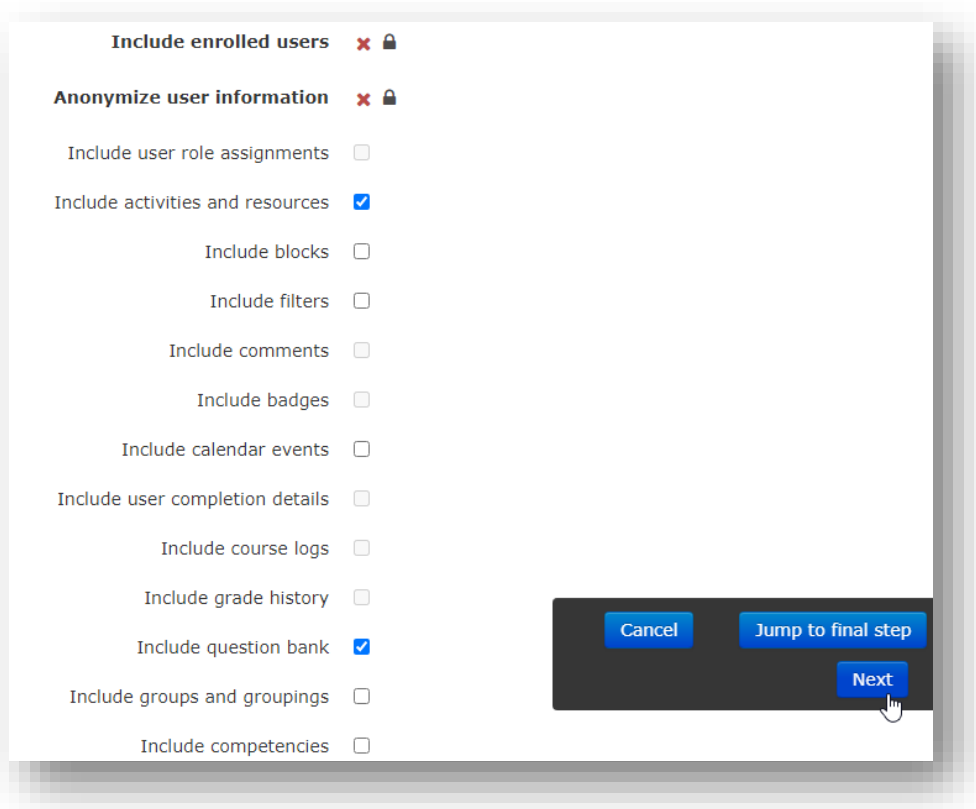 Include enrolled users
Anonymize user information
Include user role assignments
Include activities and resources
Include blocks
Include filters
Include comments
Include badges
Include calendar events
Include user completion details
Include course logs
Include grade history
Include question bank
Include groups and groupings
Include competencies
Cancel
Jump to final step
Next